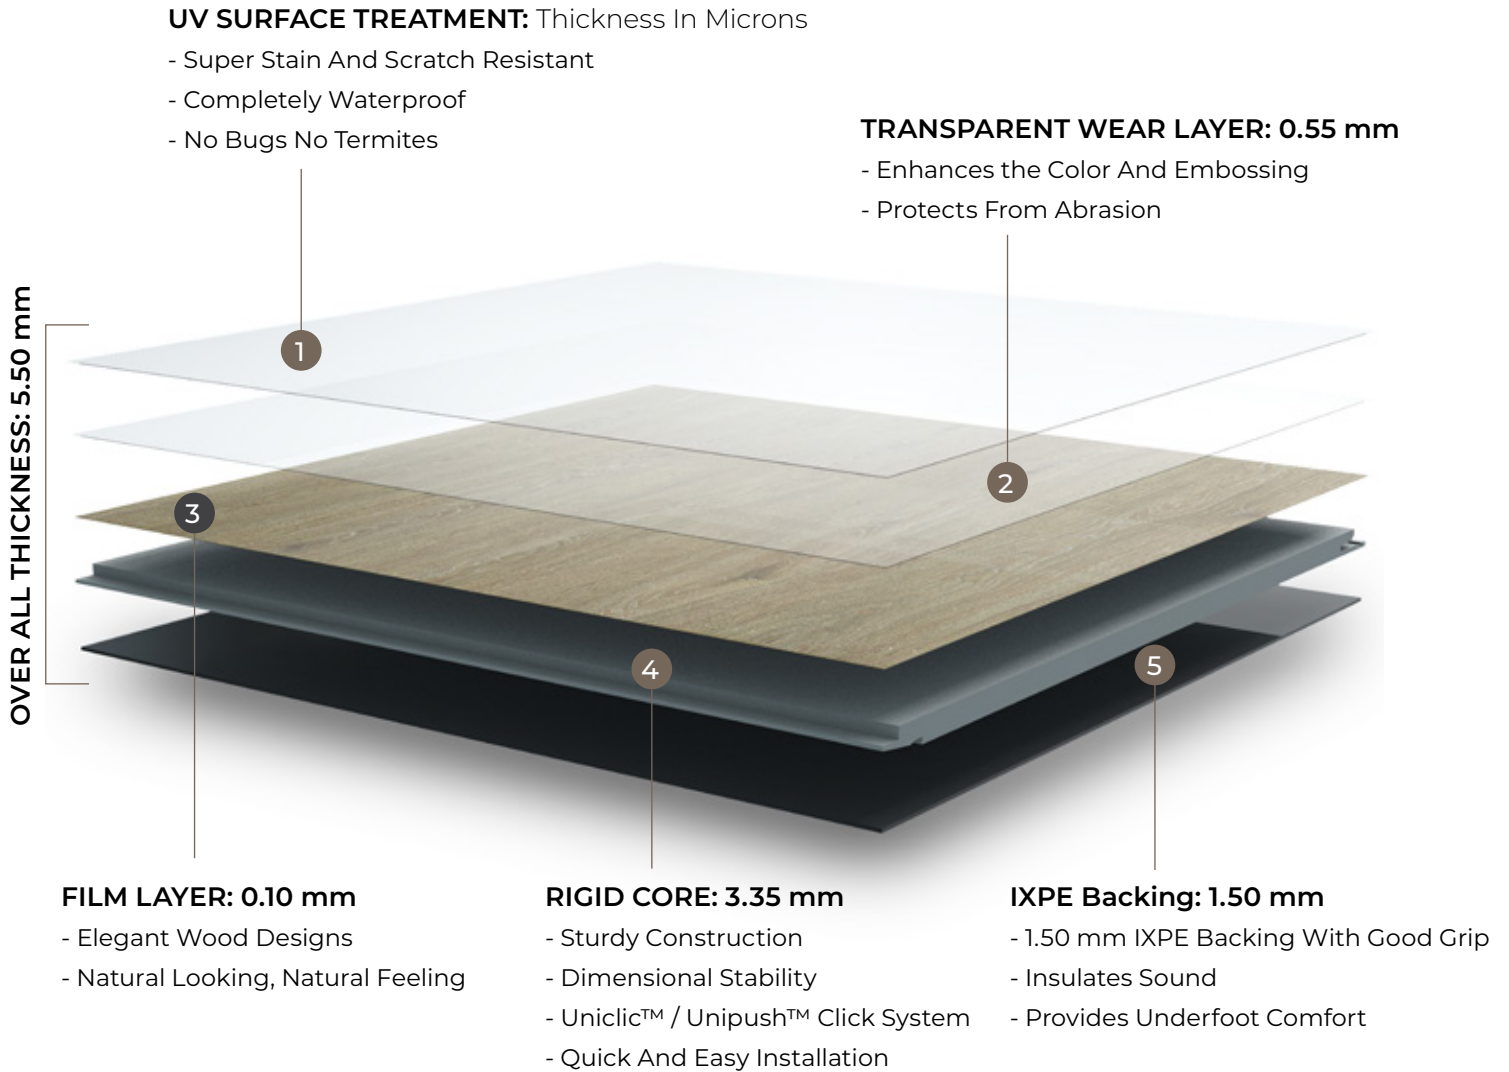 UV SURFACE TREATMENT: Thickness In Microns
- Super Stain And Scratch Resistant
- Completely Waterproof
- No Bugs No Termites
TRANSPARENT WEAR LAYER: 0.55 mm
- Enhances the Color And Embossing
- Protects From Abrasion
OVER ALL THICKNESS: 5.50 mm
1
2
3
4
5
FILM LAYER: 0.10 mm
- Elegant Wood Designs
- Natural Looking, Natural Feeling
RIGID CORE: 3.35 mm
- Sturdy Construction
- Dimensional Stability
- Uniclic™ / Unipush™ Click System
- Quick And Easy Installation
IXPE Backing: 1.50 mm
- 1.50 mm IXPE Backing With Good Grip
- Insulates Sound
- Provides Underfoot Comfort